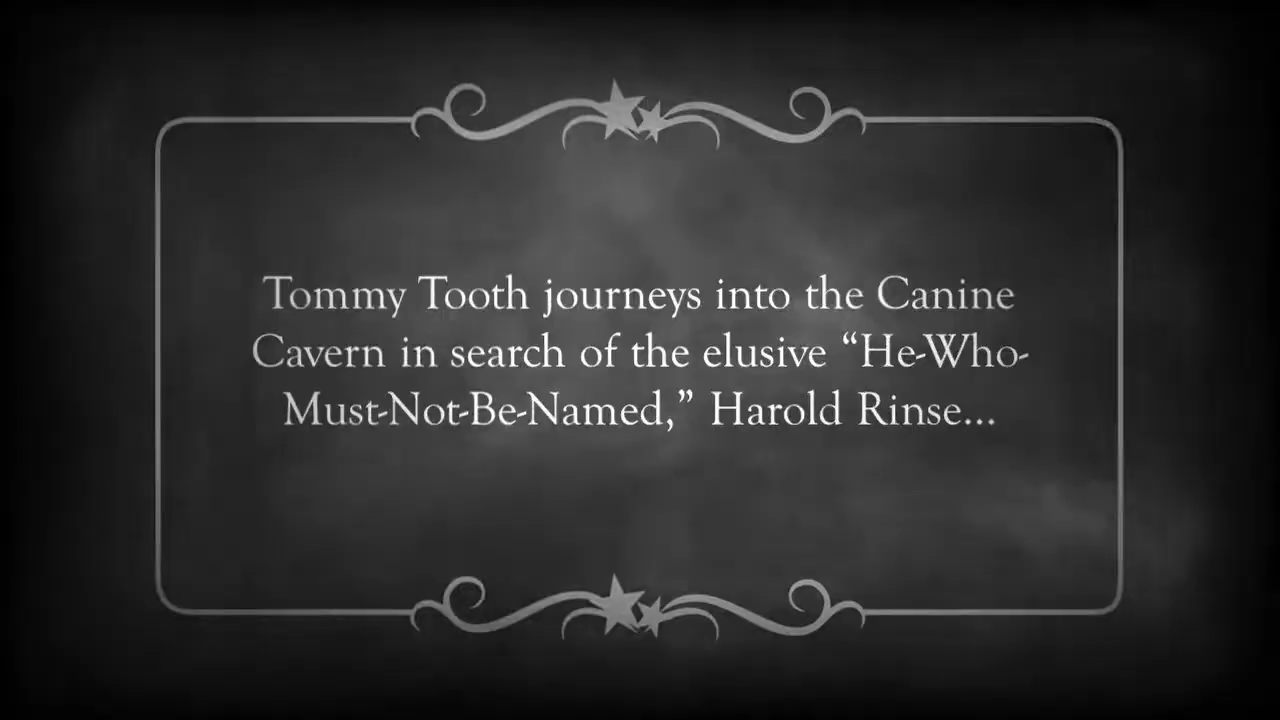 Tommy Tooth journeys into the Canine
Cavern in search of the elusive “He-Who-
Must-Not-Be-Named,” Harold Rinse...